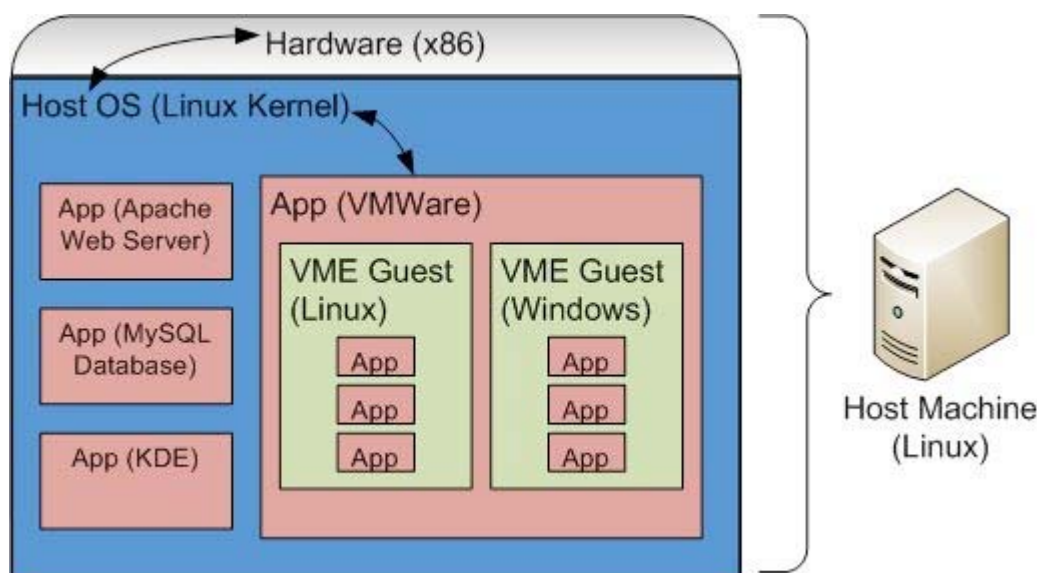 Hardware (x86)
Host OS (Linux Kernel)
App (Apache
Web Server)
App (MySQL
Database)
App (KDE)
App (VMWare)
VME Guest
(Linux)
App
App
App
VME Guest
(Windows)
App
App
App
Host Machine
(Linux)